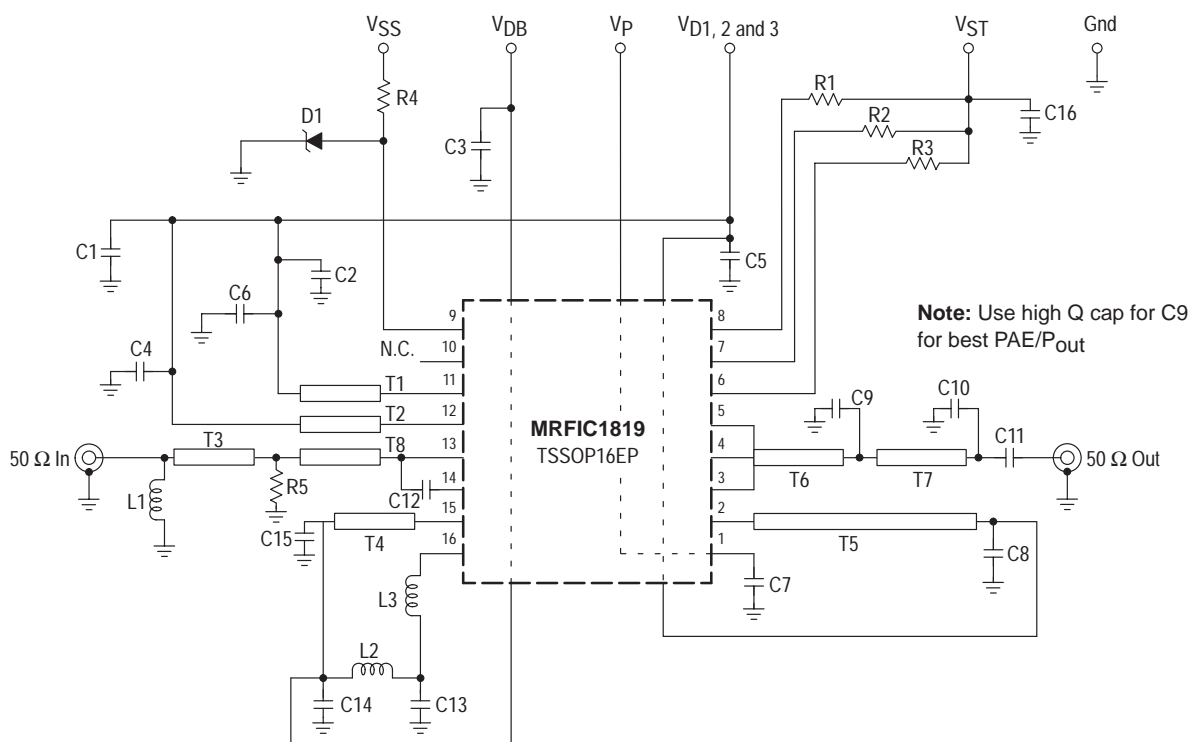 VSS
VDB
VP
VD1, 2 and 3
VST
Gnd
R4
R1
C16
D1
R2
C3
R3
C1
C2
C5
C6
9
8
Note: Use high Q cap for C9
for best PAE/Pout
N.C.
10
7
C4
11
6
T1
12
5
C9
C10
T2
MRFIC1819
TSSOP16EP
50 Ω In
T3
T8
13
4
C11
50 Ω Out
T6
T7
R5
14
3
L1
C12
15
2
C15
T4
16
1
T5
C8
C7
L3
L2
C14
C13